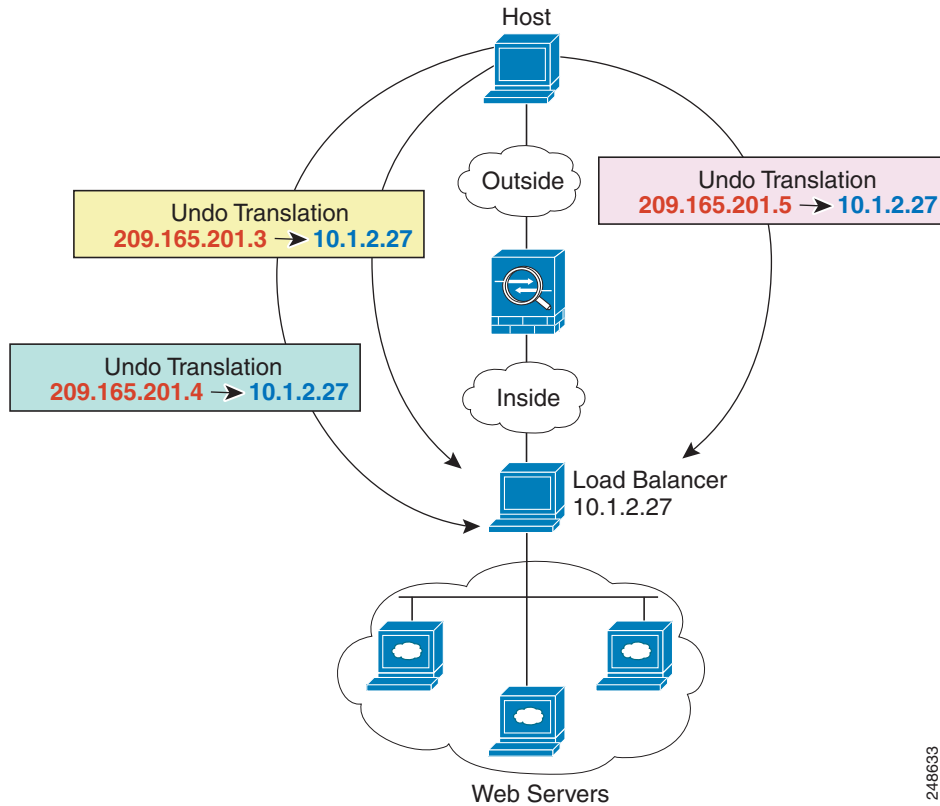 Host
Outside
Undo Translation
209.165.201.3 → 10.1.2.27
Undo Translation
209.165.201.5 → 10.1.2.27
Undo Translation
209.165.201.4 → 10.1.2.27
Inside
Load Balancer
10.1.2.27
Web Servers
248633